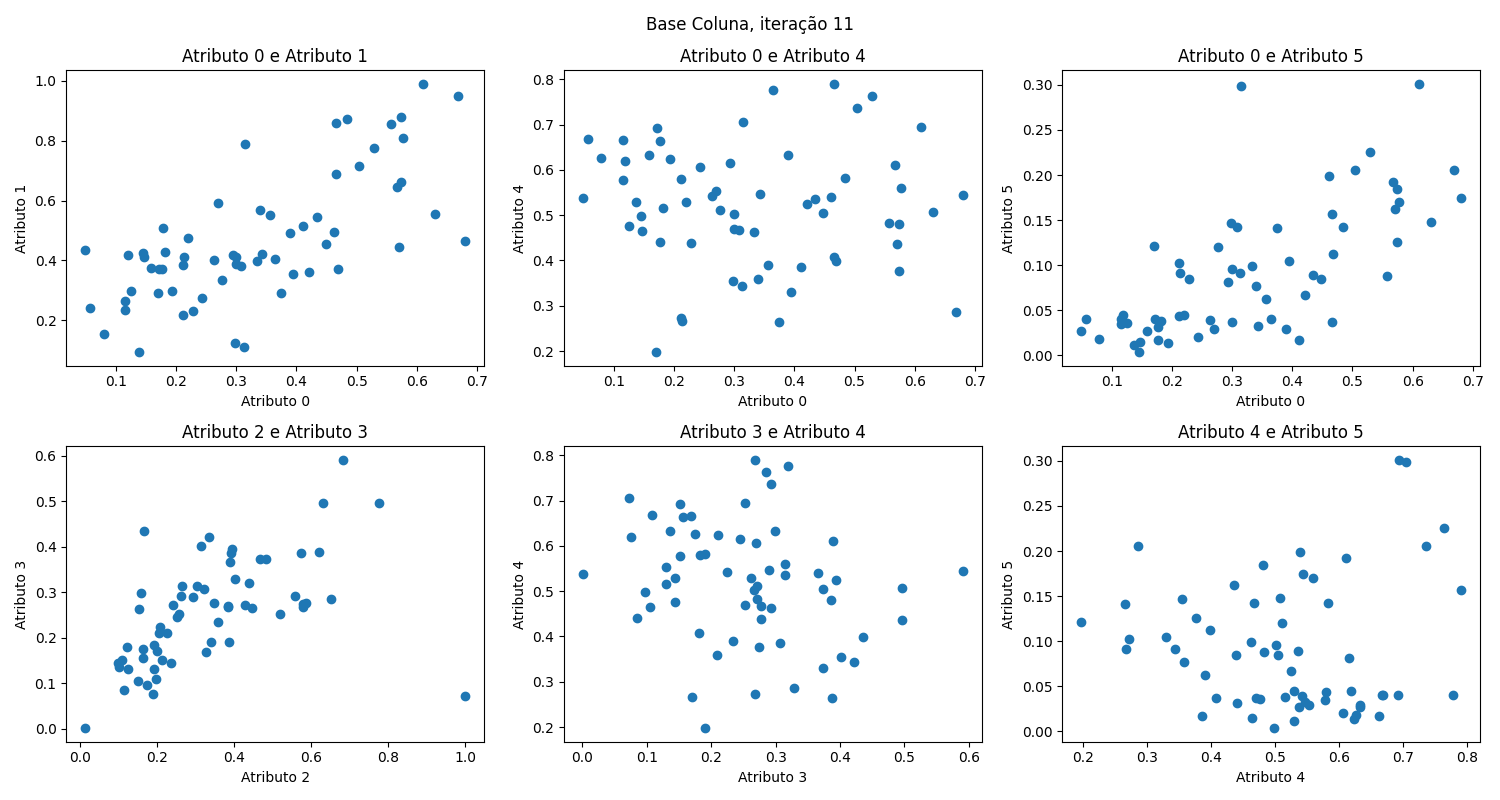 Base Coluna, iteração 11
Atributo 0 e Atributo 1
Atributo 0 e Atributo 4
Atributo 0 e Atributo 5
1.0
0.8
0.6
0.4
0.2
Atributo 1
0.1 0.2 0.3 0.4 0.5 0.6 0.7
Atributo 0
0.8
0.7
0.6
0.5
0.4
0.3
0.2
Atributo 4
0.1 0.2 0.3 0.4 0.5 0.6 0.7
Atributo 0
0.30
0.25
0.20
0.15
0.10
0.05
0.00
Atributo 5
0.1 0.2 0.3 0.4 0.5 0.6 0.7
Atributo 0
Atributo 2 e Atributo 3
Atributo 3 e Atributo 4
Atributo 4 e Atributo 5
0.6
0.5
0.4
0.3
0.2
0.1
0.0
Atributo 3
0.0 0.2 0.4 0.6 0.8 1.0
Atributo 2
0.8
0.7
0.6
0.5
0.4
0.3
0.2
Atributo 4
0.0 0.1 0.2 0.3 0.4 0.5 0.6
Atributo 3
0.30
0.25
0.20
0.15
0.10
0.05
0.00
Atributo 5
0.2 0.3 0.4 0.5 0.6 0.7 0.8
Atributo 4